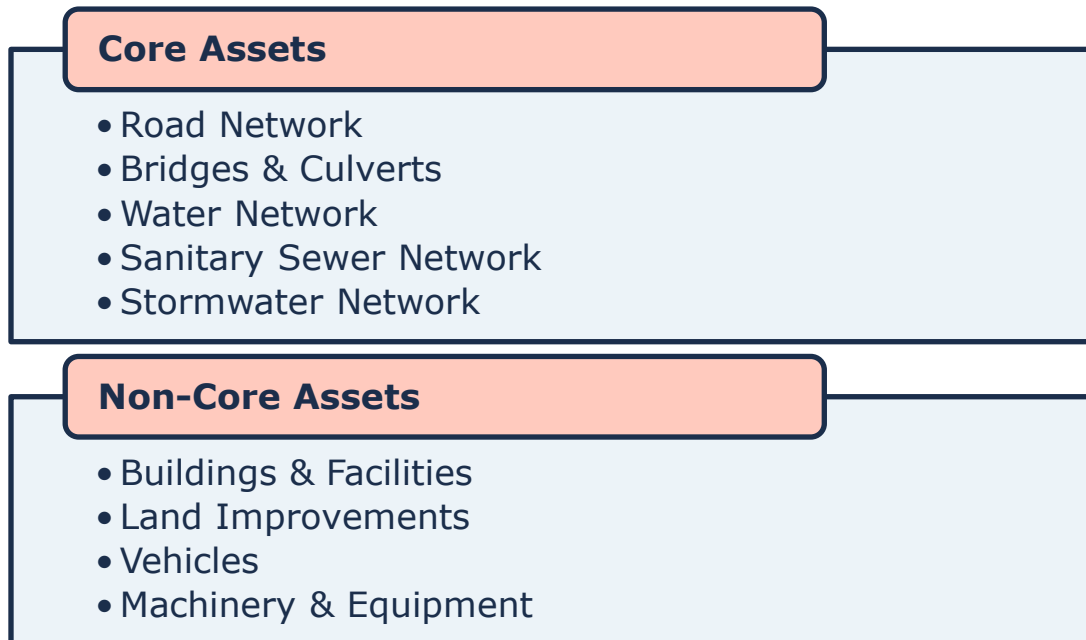 Core Assets
• Road Network
• Bridges & Culverts
• Water Network
• Sanitary Sewer Network
• Stormwater Network
Non-Core Assets
• Buildings & Facilities
• Land Improvements
• Vehicles
• Machinery & Equipment